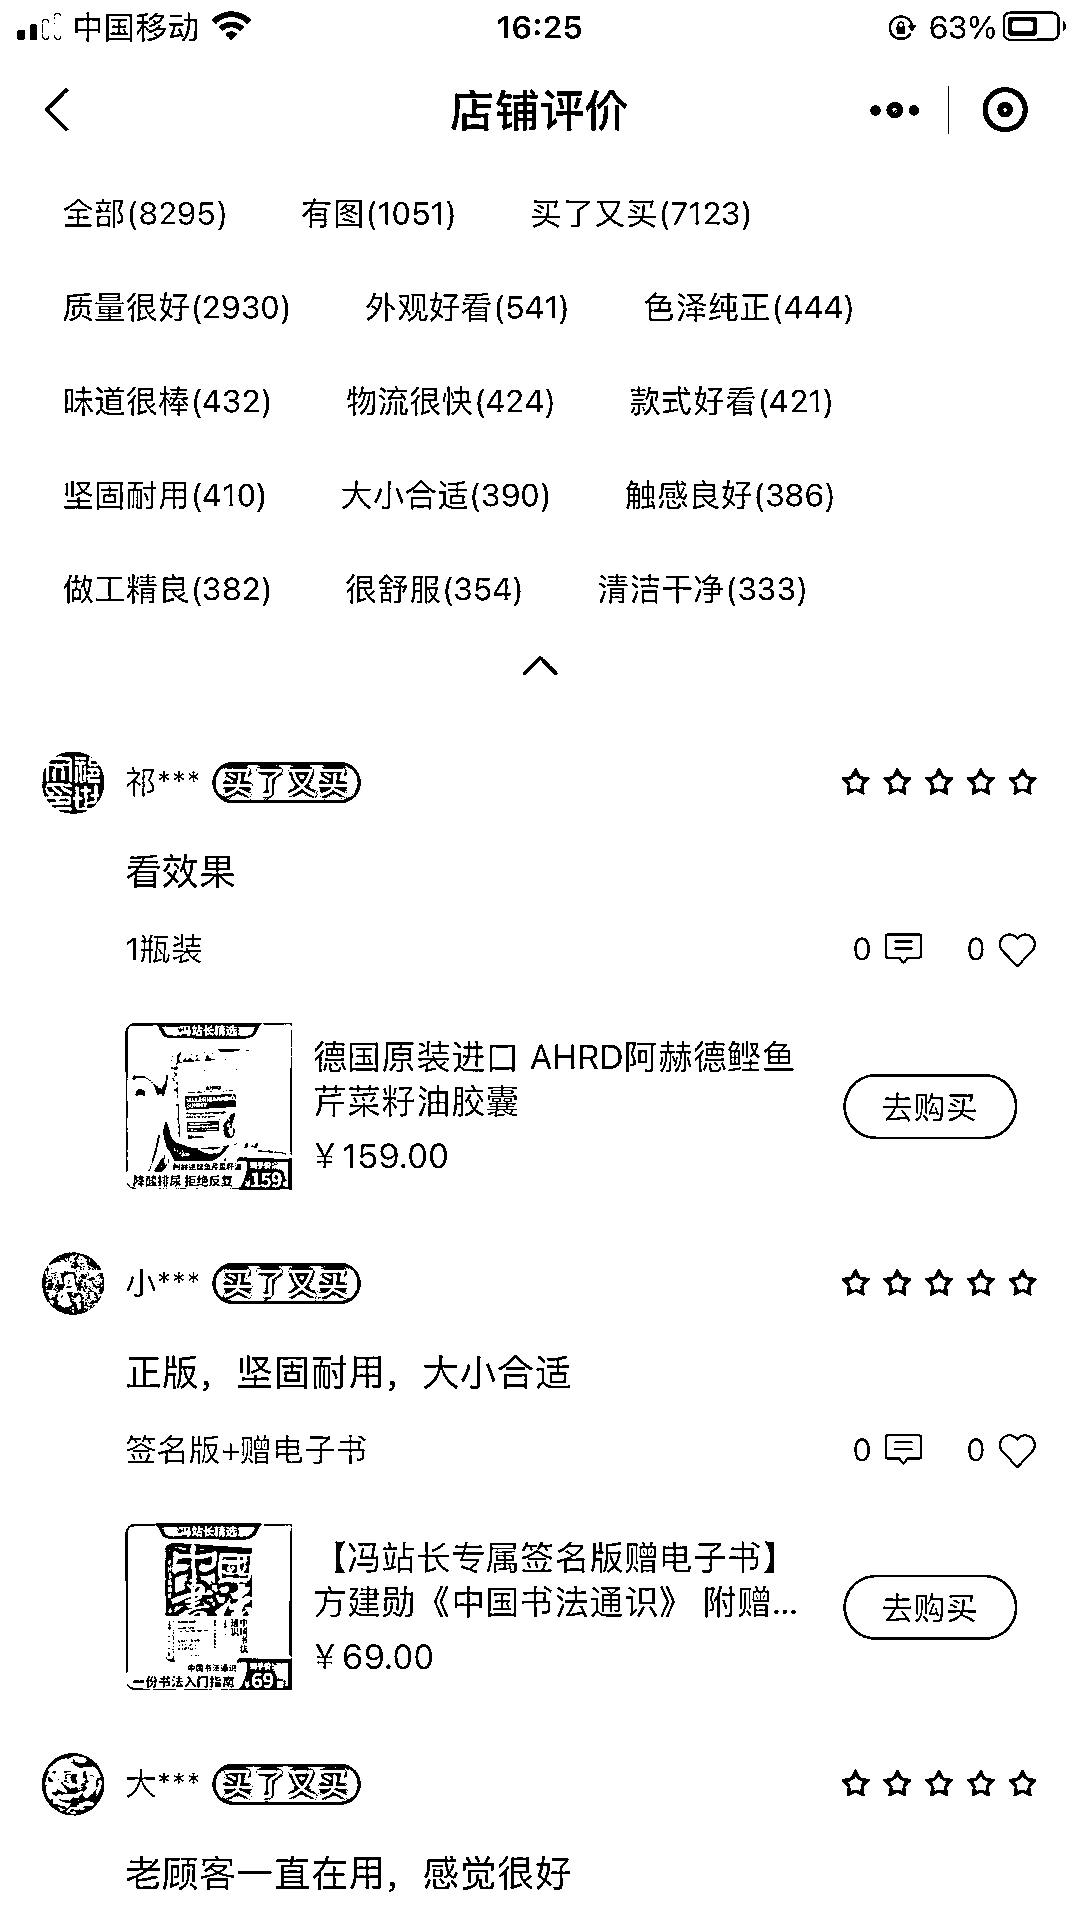 中国移动 16:25 63%
店铺评价
全部(8295) 有图(1051) 买了又买(7123)
质量很好(2930) 外观好看(541) 色泽纯正(444)
味道很棒(432) 物流很快(424) 款式好看(421)
坚固耐用(410) 大小合适(390) 触感良好(386)
做工精良(382) 很舒服(354) 清洁干净(333)
祁*** 买了又买
看效果
1瓶装 0 0
冯站长精选
德国原装进口 AHRD阿赫德鲣鱼
芹菜籽油胶囊
去购买
¥159.00
降酸排尿 拒绝反复 159
小*** 买了又买
正版，坚固耐用，大小合适
签名版+赠电子书 0 0
冯站长精选
【冯站长专属签名版赠电子书】
方建勋《中国书法通识》 附赠...
去购买
¥69.00
中国书法通识
一份书法入门指南 69
大*** 买了又买
老顾客一直在用，感觉很好